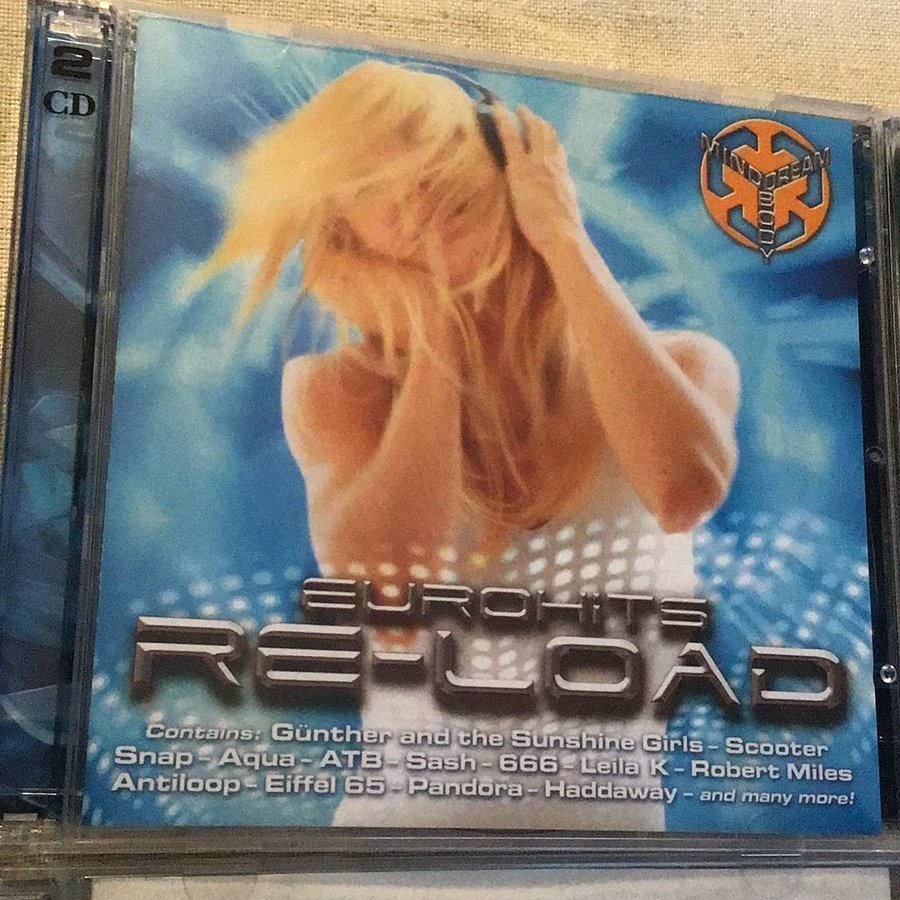 2
CD
MINDDREAM
BODY
EUROHITS
RE-LOAD
Contains: Günther and the Sunshine Girls - Scooter
Snap - Aqua - ATB - Sash - 666 - Leila K - Robert Miles
Antiloop - Eiffel 65 - Pandora - Haddaway - and many more!